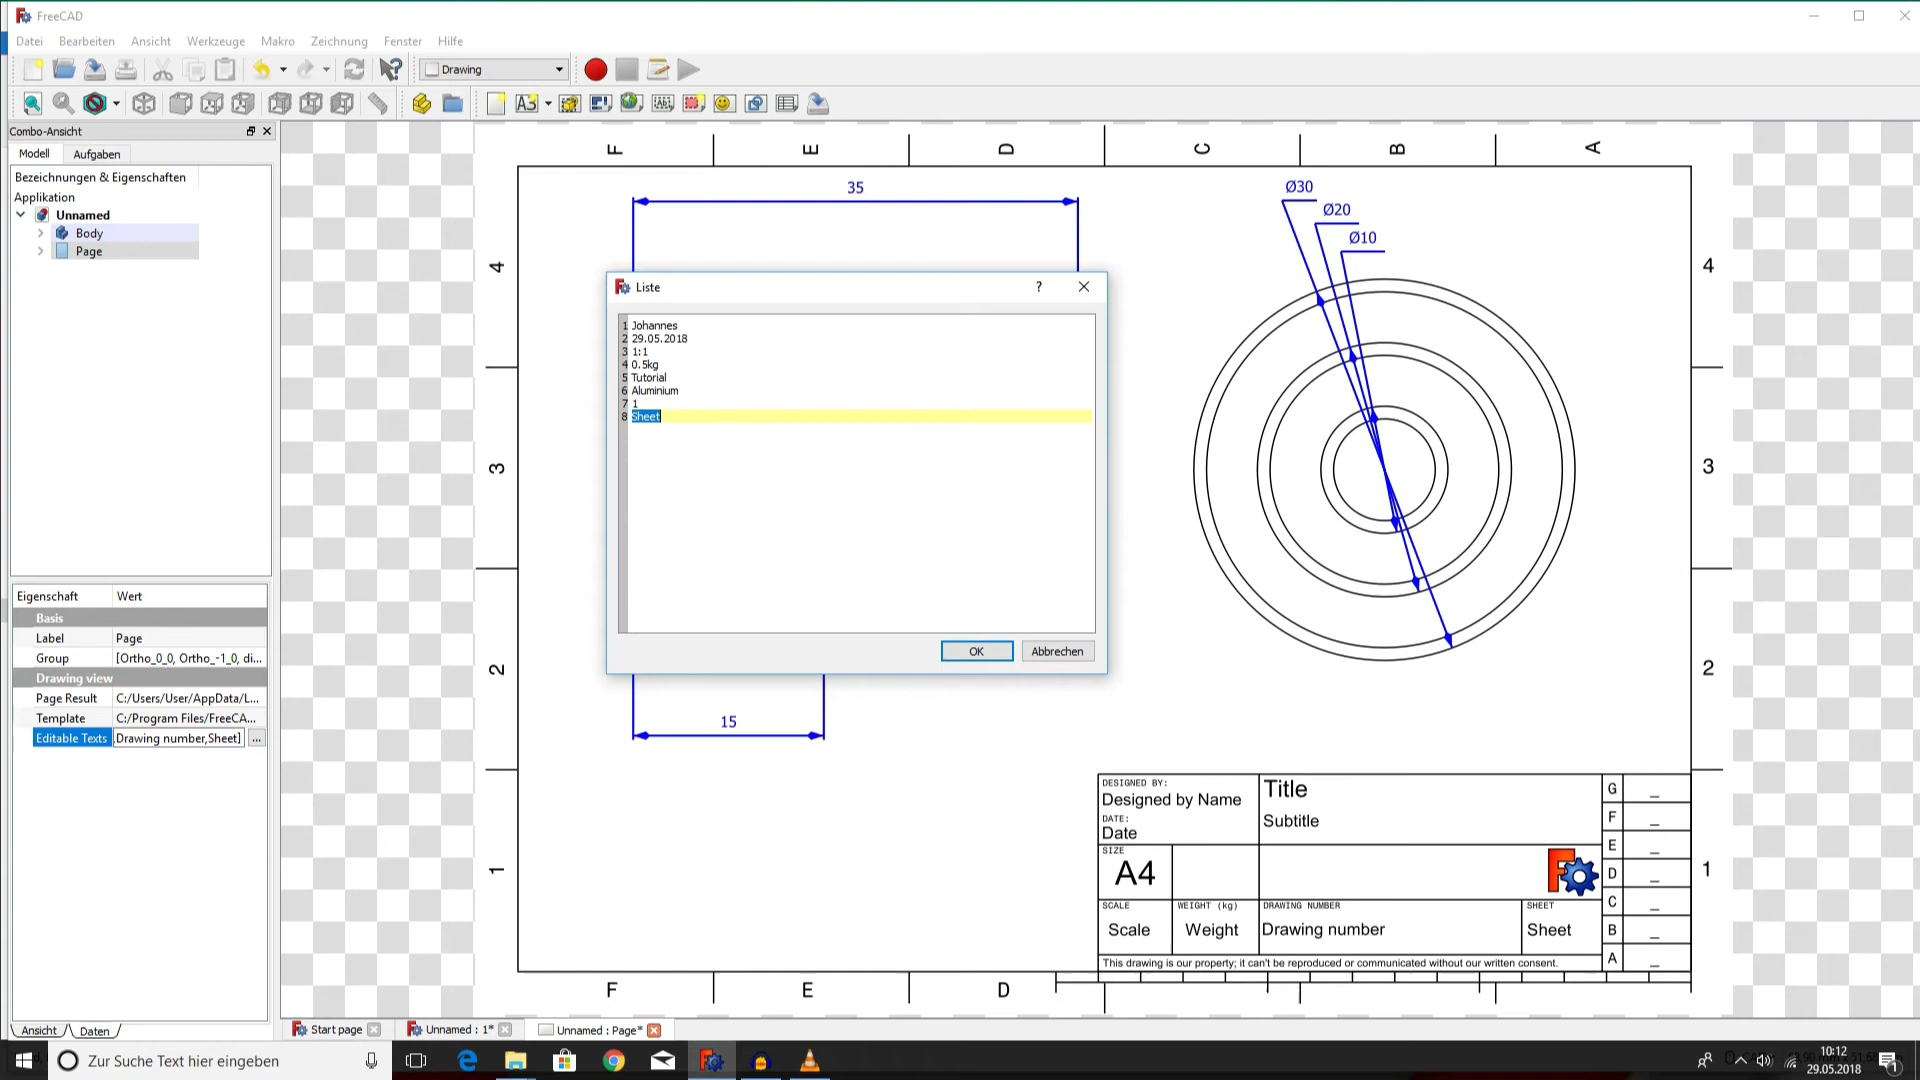 FreeCAD
Datei Bearbeiten Ansicht Werkzeuge Makro Zeichnung Fenster Hilfe
Drawing
A3
Combo-Ansicht
Modell Aufgaben
Bezeichnungen & Eigenschaften
Applikation
Unnamed
Body
Page
Eigenschaft Wert
Basis
Label Page
Group [Ortho_0_0, Ortho_-1_0, di...
Drawing view
Page Result C:/Users/User/AppData/L...
Template C:/Program Files/FreeCA...
Editable Texts Drawing number,Sheet] ...
Ansicht Daten
F E D C B A
35
Ø30
Ø20
Ø10
4 4
3 3
2 2
1 1
Liste ?
1 Johannes
2 29.05.2018
3 1:1
4 0.5kg
5 Tutorial
6 Aluminium
7 1
8 Sheet
OK Abbrechen
15
DESIGNED BY:
Designed by Name
DATE:
Date
Title
Subtitle
SIZE
A4
SCALE
Scale
WEIGHT (kg)
Weight
DRAWING NUMBER
Drawing number
SHEET
Sheet
This drawing is our property; it can't be reproduced or communicated without our written consent.
G _
F _
E _
D _
C _
B _
A _
F E D
Start page Unnamed : 1* Unnamed : Page*
Zur Suche Text hier eingeben
10:12
29.05.2018
1